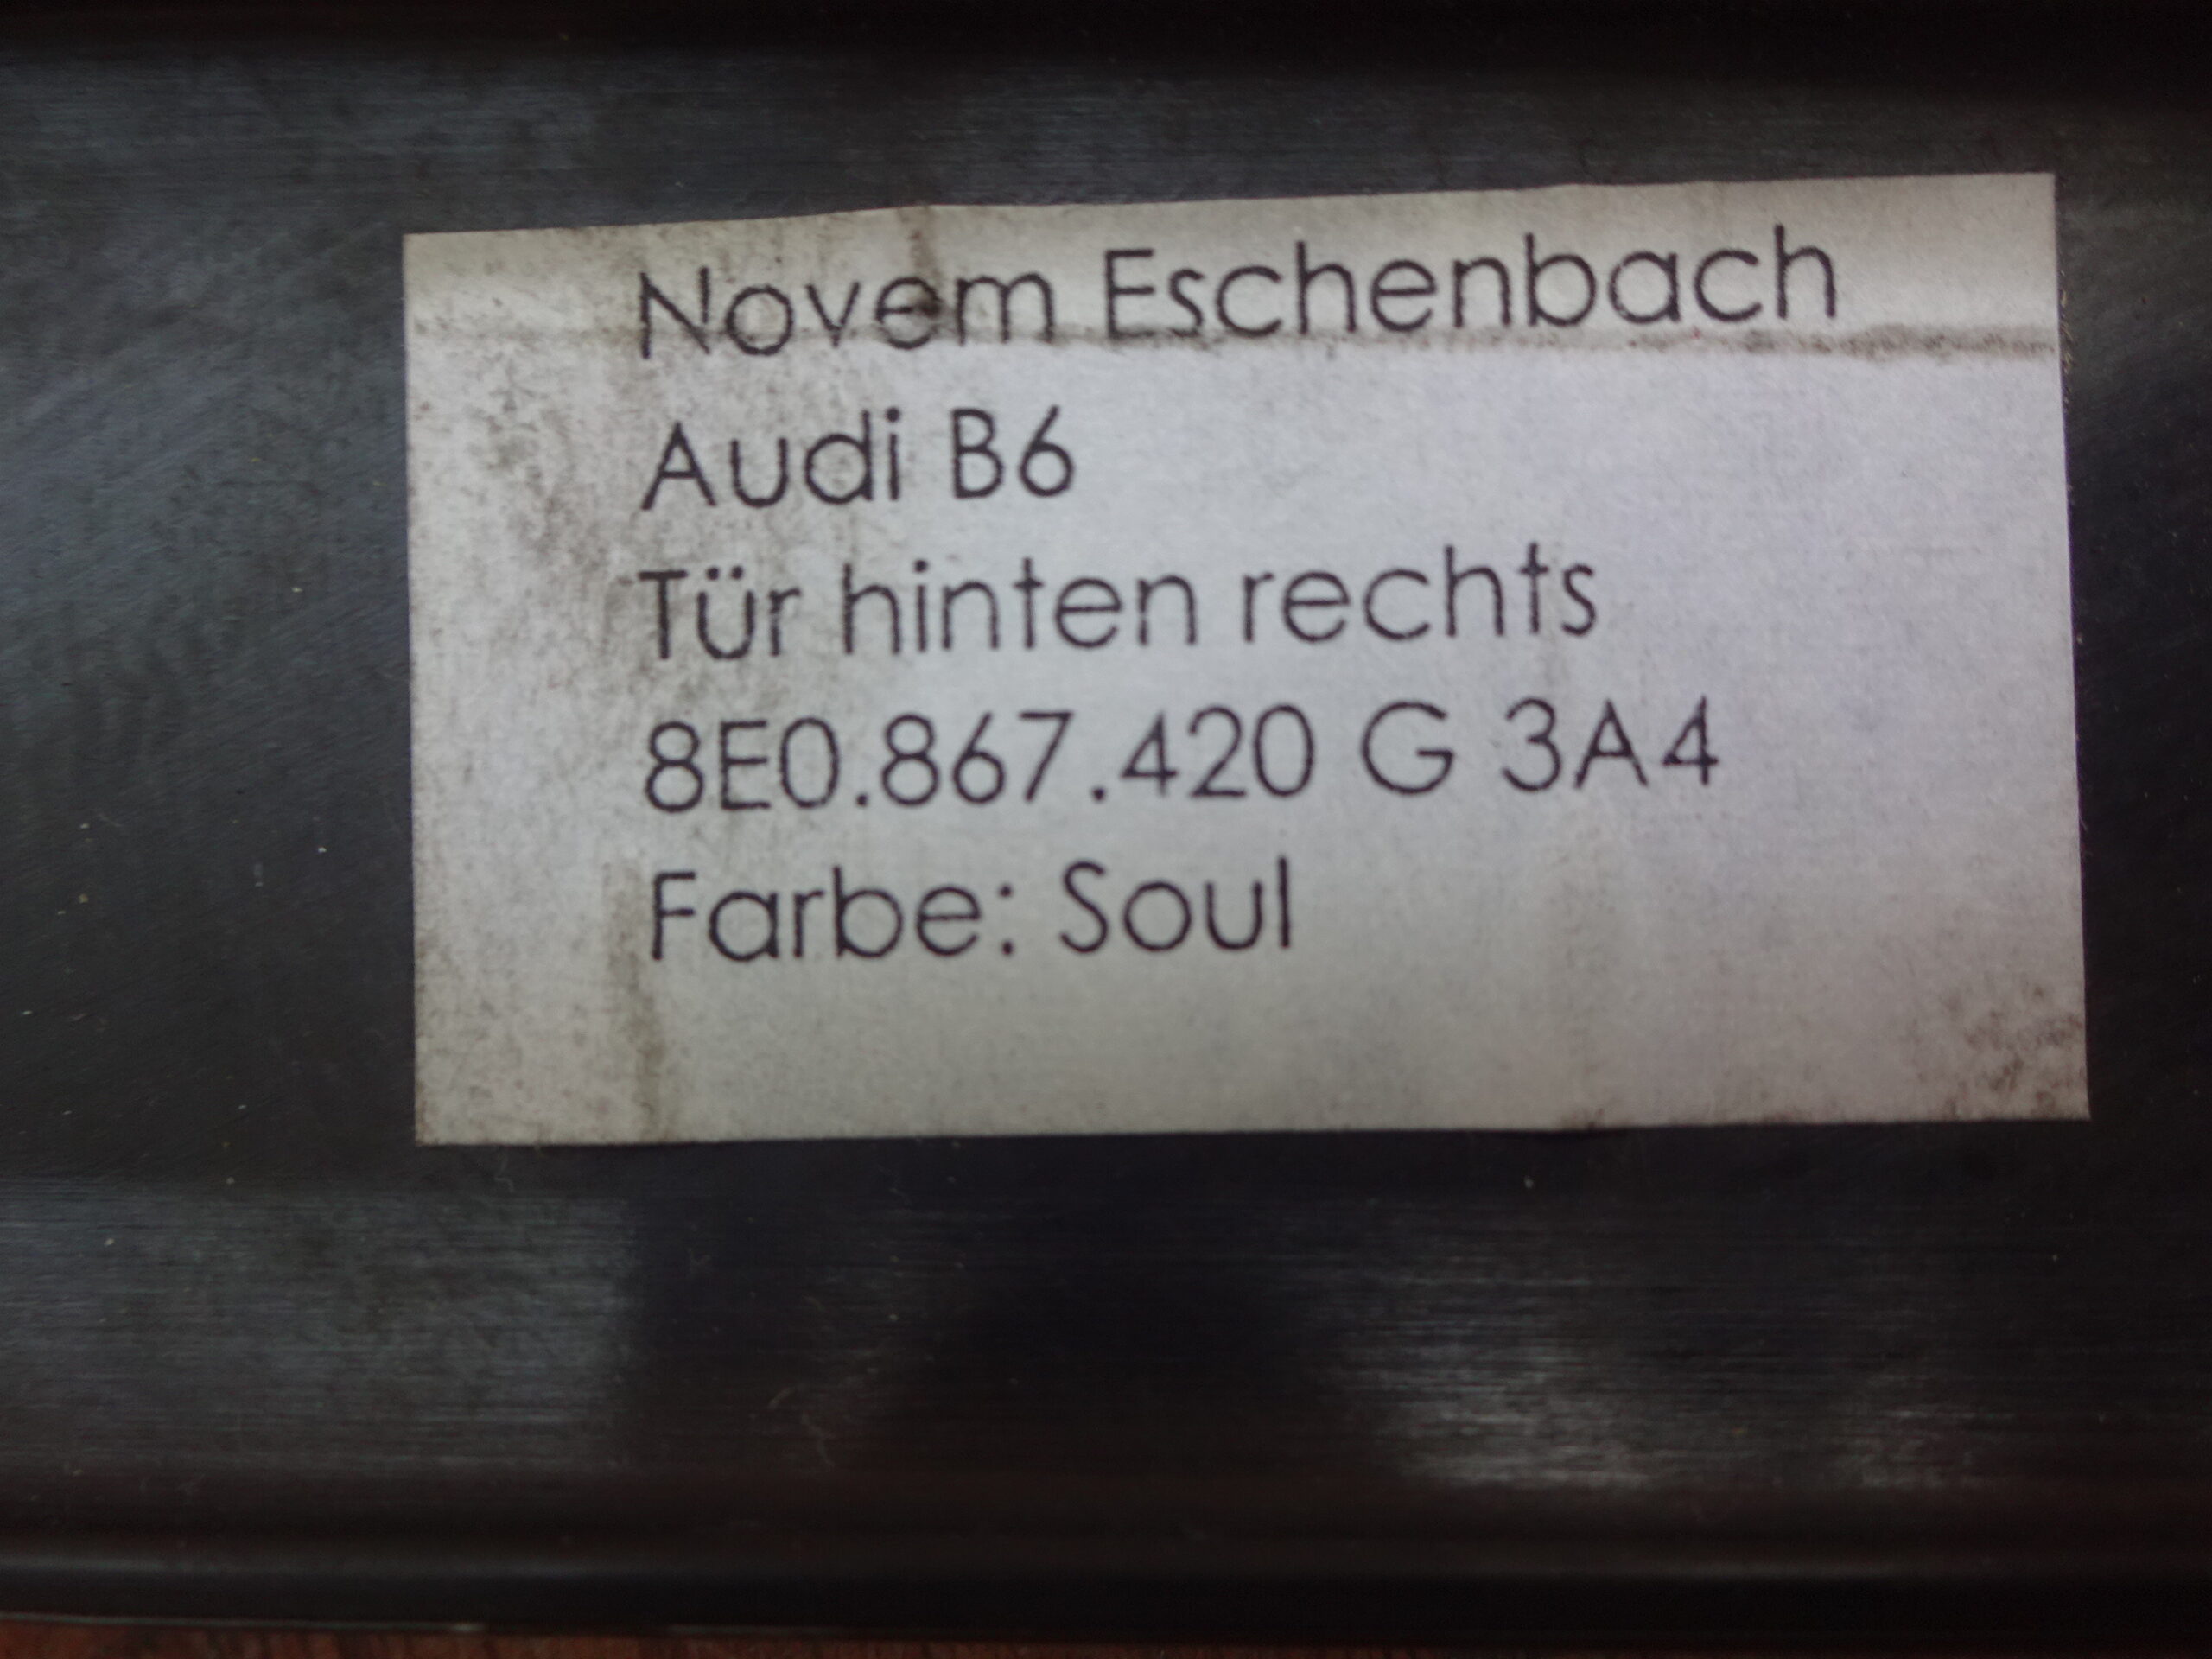 Novem Eschenbach
Audi B6
Tür hinten rechts
8E0.867.420 G 3A4
Farbe: Soul